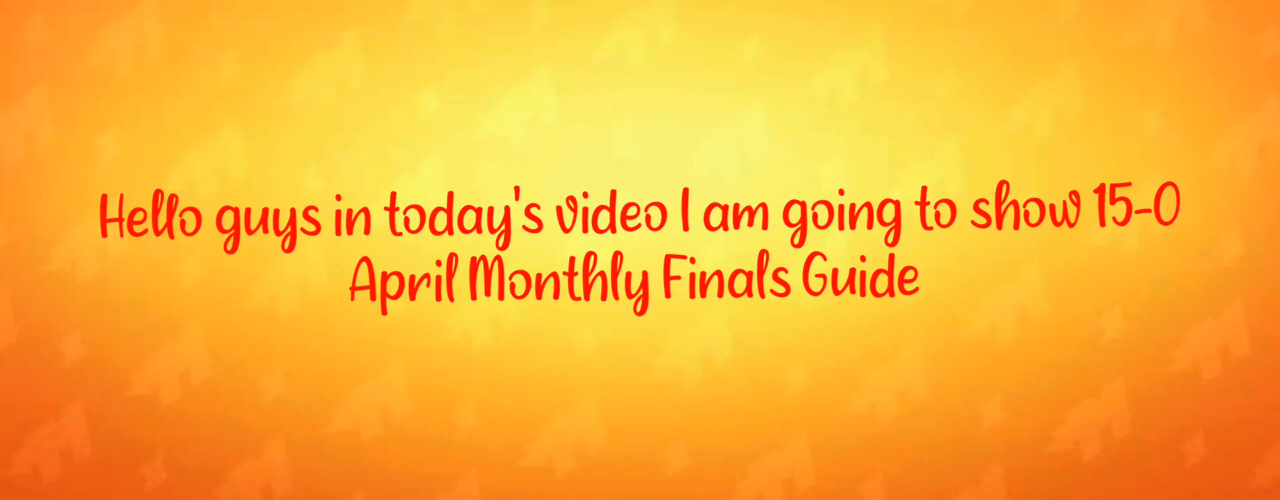 Hello guys in today's video I am going to show 15-0
April Monthly Finals Guide